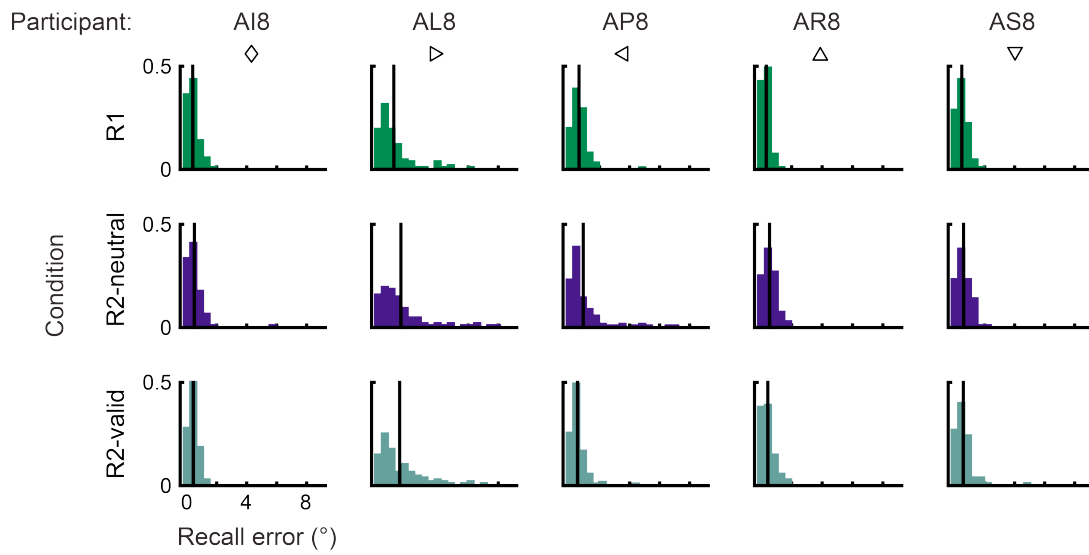 Participant: AI8 AL8 AP8 AR8 AS8
0.5
R1
0
0.5
Condition
R2-neutral
0
0.5
R2-valid
0
0 4 8
Recall error (°)